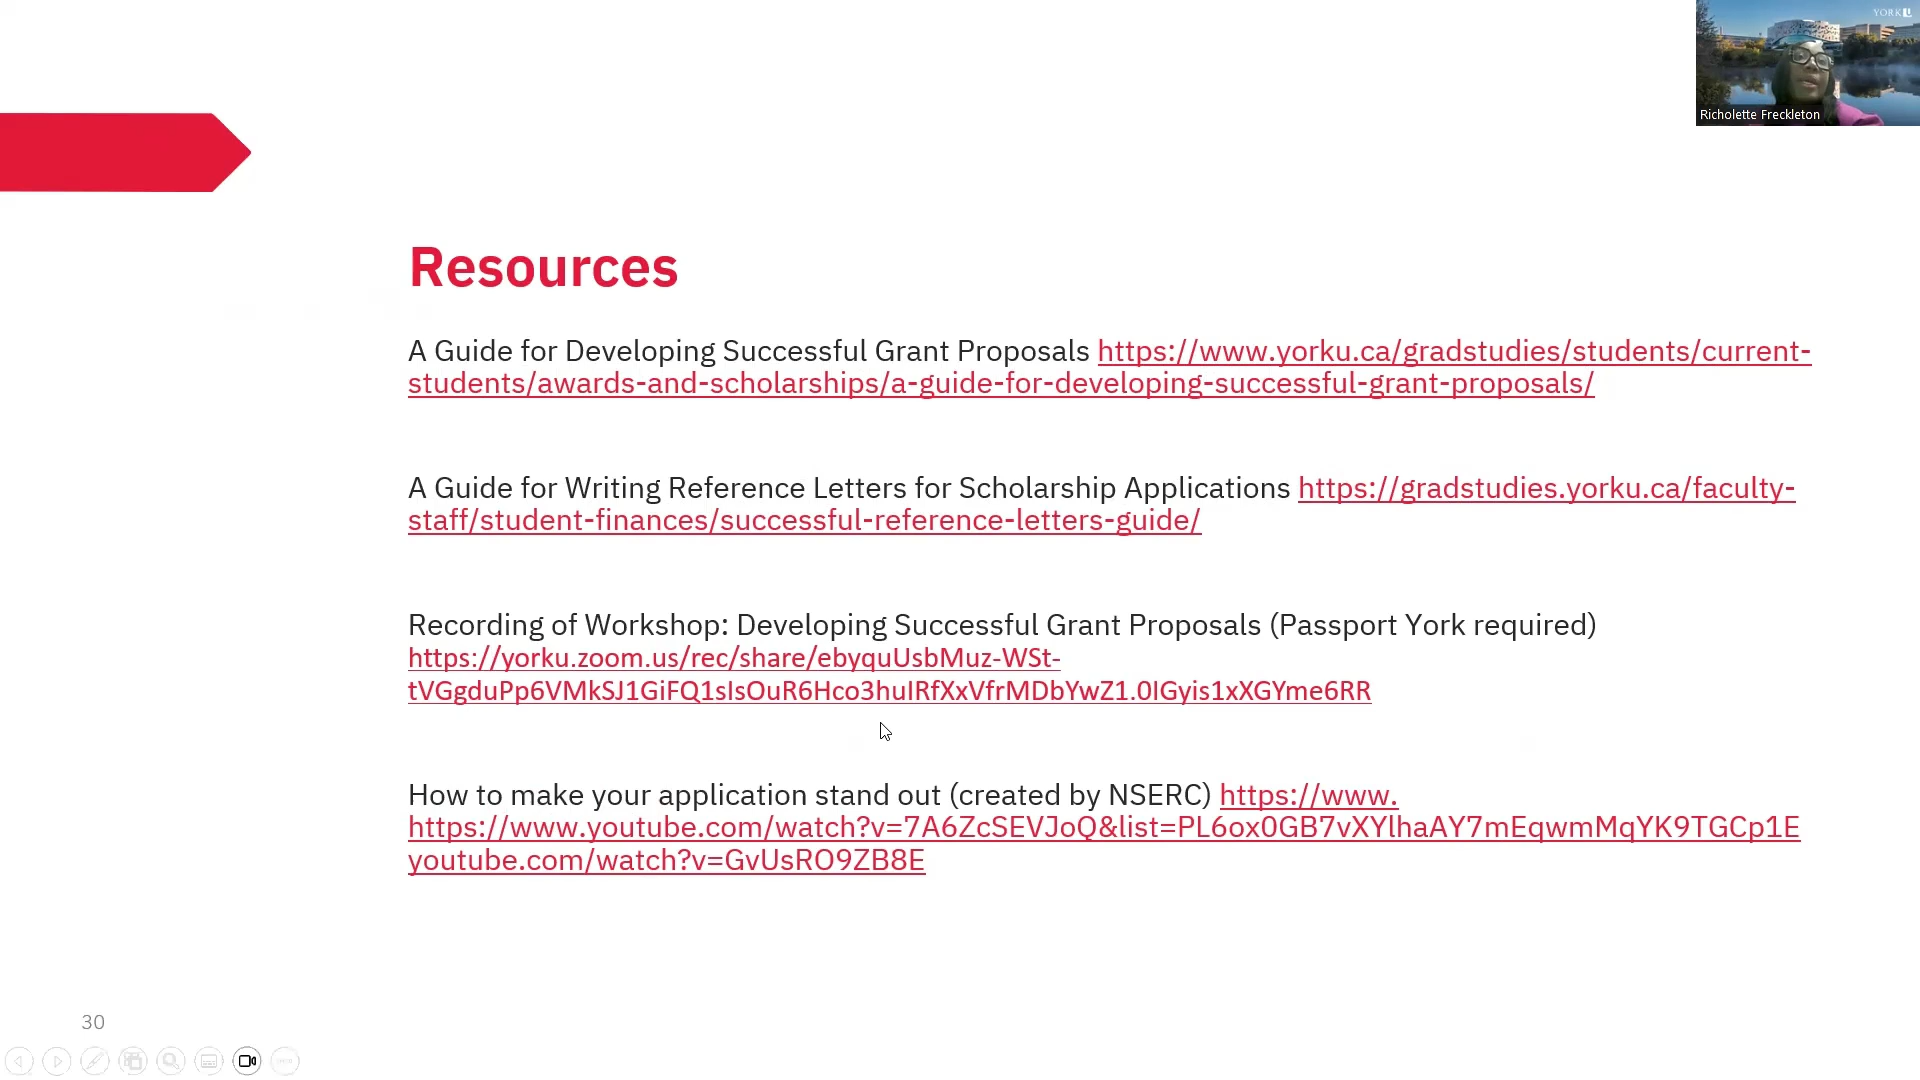 YORK U
Richolette Freckleton
Resources
A Guide for Developing Successful Grant Proposals https://www.yorku.ca/gradstudies/students/current-
students/awards-and-scholarships/a-guide-for-developing-successful-grant-proposals/
A Guide for Writing Reference Letters for Scholarship Applications https://gradstudies.yorku.ca/faculty-
staff/student-finances/successful-reference-letters-guide/
Recording of Workshop: Developing Successful Grant Proposals (Passport York required)
https://yorku.zoom.us/rec/share/ebyquUsbMuz-WSt-
tVGgduPp6VMkSJ1GiFQ1sIsOuR6Hco3huIRfXxVfrMDbYwZ1.0IGyis1xXGYme6RR
How to make your application stand out (created by NSERC) https://www.
https://www.youtube.com/watch?v=7A6ZcSEVJoQ&list=PL6ox0GB7vXYlhaAY7mEqwmMqYK9TGCp1E
youtube.com/watch?v=GvUsRO9ZB8E
30